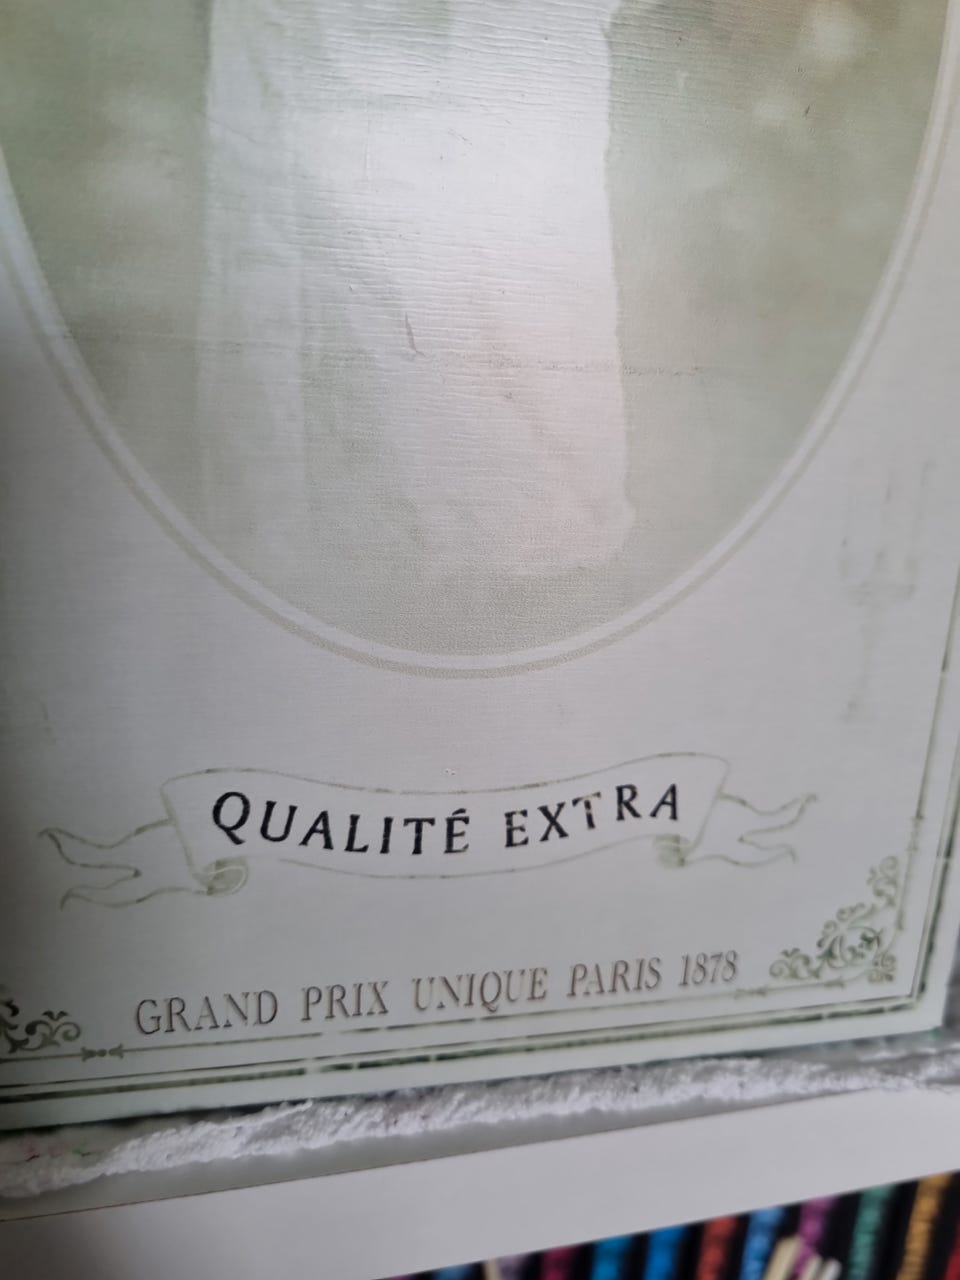 QUALITÉ EXTRA
GRAND PRIX UNIQUE PARIS 1878